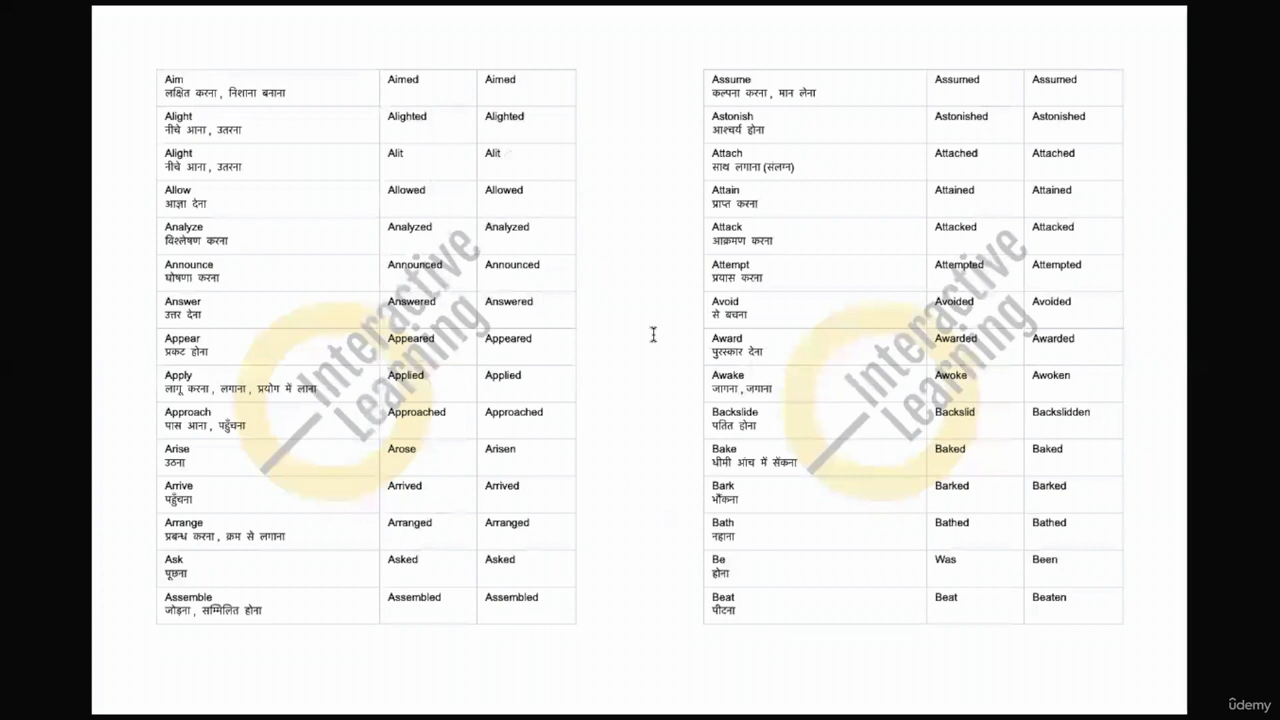 Aim Aimed Aimed
लक्षित करना , निशाना बनाना
Alight Alighted Alighted
नीचे आना , उतरना
Alight Alit Alit
नीचे आना , उतरना
Allow Allowed Allowed
आज्ञा देना
Analyze Analyzed Analyzed
विश्लेषण करना
Announce Announced Announced
घोषणा करना
Answer Answered Answered
उत्तर देना
Appear Appeared Appeared
प्रकट होना
Apply Applied Applied
लागू करना , लगाना , प्रयोग में लाना
Approach Approached Approached
पास आना , पहुँचना
Arise Arose Arisen
उठना
Arrive Arrived Arrived
पहुँचना
Arrange Arranged Arranged
प्रबन्ध करना , क्रम से लगाना
Ask Asked Asked
पूछना
Assemble Assembled Assembled
जोड़ना , सम्मिलित होना
Interactive
Learning
Assume Assumed Assumed
कल्पना करना , मान लेना
Astonish Astonished Astonished
आश्चर्य होना
Attach Attached Attached
साथ लगाना (संलग्न)
Attain Attained Attained
प्राप्त करना
Attack Attacked Attacked
आक्रमण करना
Attempt Attempted Attempted
प्रयास करना
Avoid Avoided Avoided
से बचना
Award Awarded Awarded
पुरस्कार देना
Awake Awoke Awoken
जागना , जगाना
Backslide Backslid Backslidden
पतित होना
Bake Baked Baked
धीमी आंच में सेंकना
Bark Barked Barked
भौंकना
Bath Bathed Bathed
नहाना
Be Was Been
होना
Beat Beat Beaten
पीटना
Interactive
Learning
ûdemy